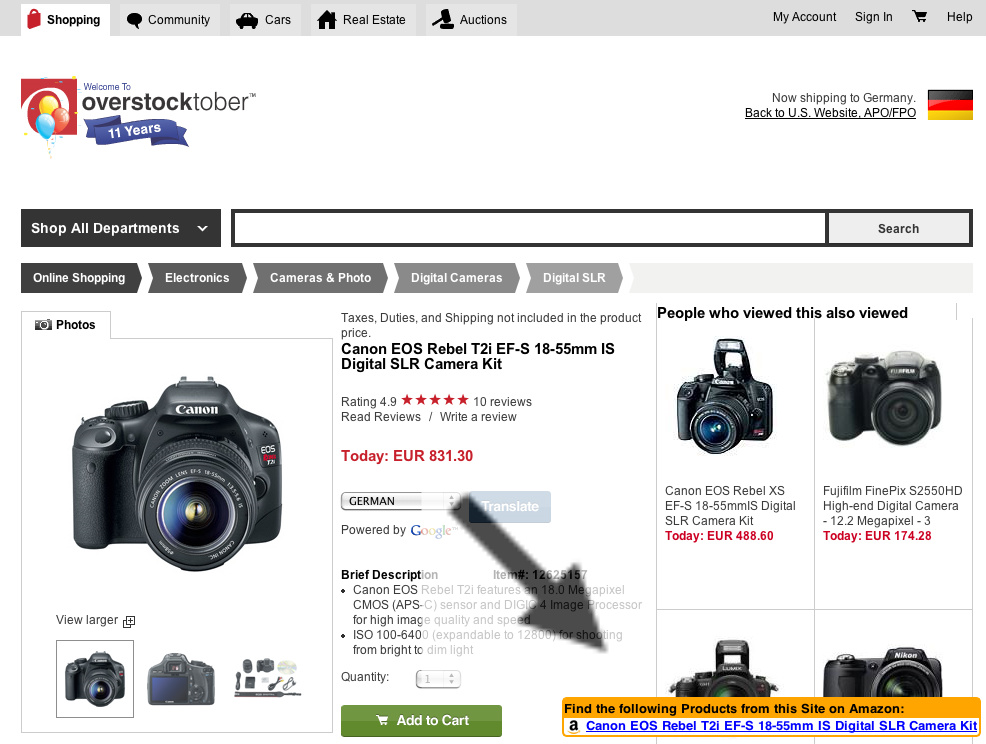 Shopping
Community
Cars
Real Estate
Auctions
My Account
Sign In
Help
Welcome To
overstocktober™
11 Years
Now shipping to Germany.
Back to U.S. Website, APO/FPO
Shop All Departments
Search
Online Shopping
Electronics
Cameras & Photo
Digital Cameras
Digital SLR
Photos
Canon
EOS
T2i
View larger
Taxes, Duties, and Shipping not included in the product
price.
Canon EOS Rebel T2i EF-S 18-55mm IS
Digital SLR Camera Kit
Rating 4.9 10 reviews
Read Reviews / Write a review
Today: EUR 831.30
GERMAN
Translate
Powered by Google™
Brief Description Item#: 12625157
Canon EOS Rebel T2i features an 18.0 Megapixel
CMOS (APS-C) sensor and DIGIC 4 Image Processor
for high image quality and speed
ISO 100-6400 (expandable to 12800) for shooting
from bright to dim light
Quantity: 1
Add to Cart
People who viewed this also viewed
Canon
FUJIFILM
Canon EOS Rebel XS
EF-S 18-55mmIS Digital
SLR Camera Kit
Today: EUR 488.60
Fujifilm FinePix S2550HD
High-end Digital Camera
- 12.2 Megapixel - 3
Today: EUR 174.28
LUMIX
Nikon
Find the following Products from this Site on Amazon:
a Canon EOS Rebel T2i EF-S 18-55mm IS Digital SLR Camera Kit